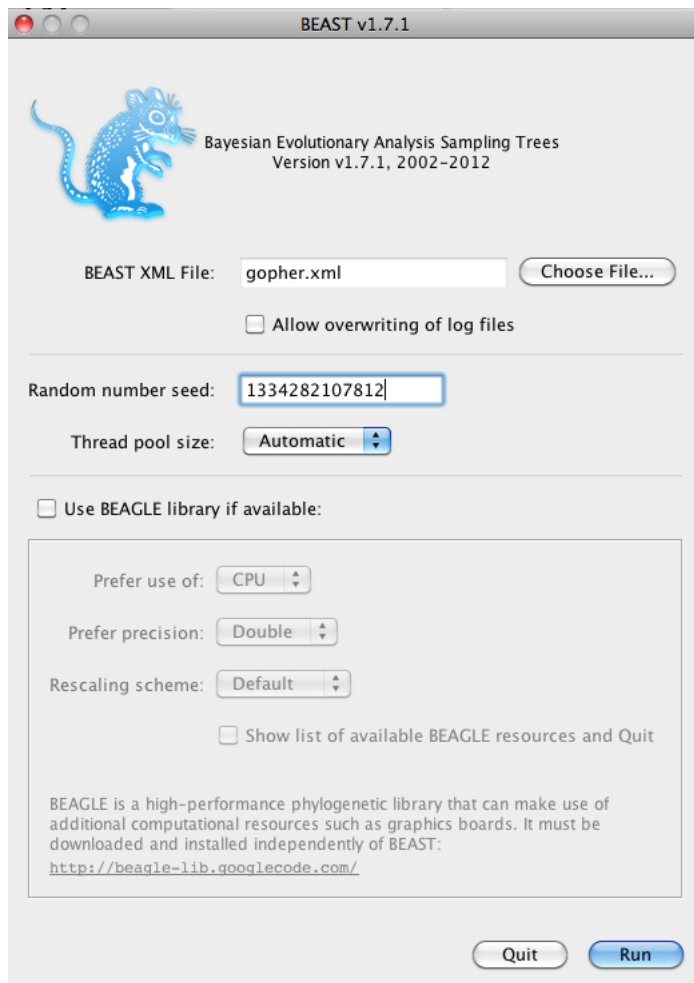 BEAST v1.7.1
Bayesian Evolutionary Analysis Sampling Trees
Version v1.7.1, 2002–2012
BEAST XML File: gopher.xml Choose File...
Allow overwriting of log files
Random number seed: 1334282107812
Thread pool size: Automatic
Use BEAGLE library if available:
Prefer use of: CPU
Prefer precision: Double
Rescaling scheme: Default
Show list of available BEAGLE resources and Quit
BEAGLE is a high-performance phylogenetic library that can make use of
additional computational resources such as graphics boards. It must be
downloaded and installed independently of BEAST:
http://beagle-lib.googlecode.com/
Quit Run